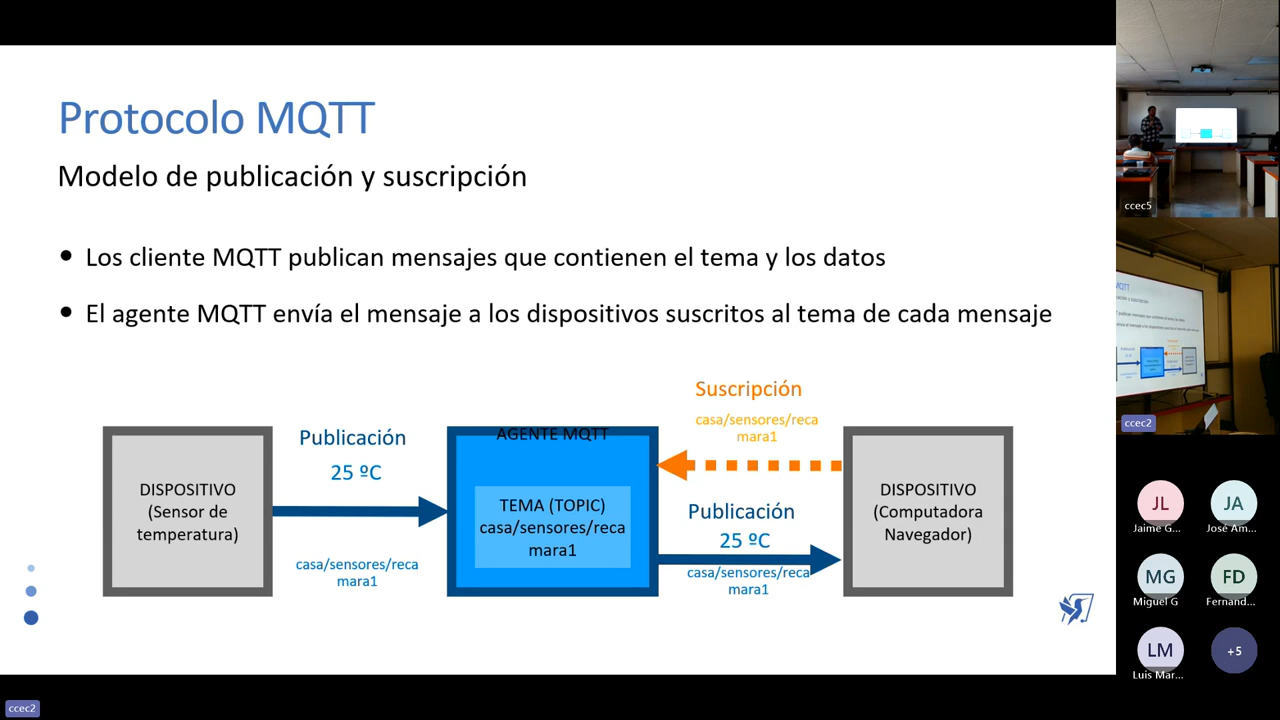 Protocolo MQTT
Modelo de publicación y suscripción
• Los cliente MQTT publican mensajes que contienen el tema y los datos
• El agente MQTT envía el mensaje a los dispositivos suscritos al tema de cada mensaje
DISPOSITIVO
(Sensor de
temperatura)
Publicación
25 ºC
casa/sensores/reca
mara1
AGENTE MQTT
TEMA (TOPIC)
casa/sensores/reca
mara1
Suscripción
casa/sensores/reca
mara1
Publicación
25 ºC
casa/sensores/reca
mara1
DISPOSITIVO
(Computadora
Navegador)
ccec5
ccec2
JL
Jaime G...
JA
José Am...
MG
Miguel G
FD
Fernand...
LM
Luis Mar...
+5
ccec2